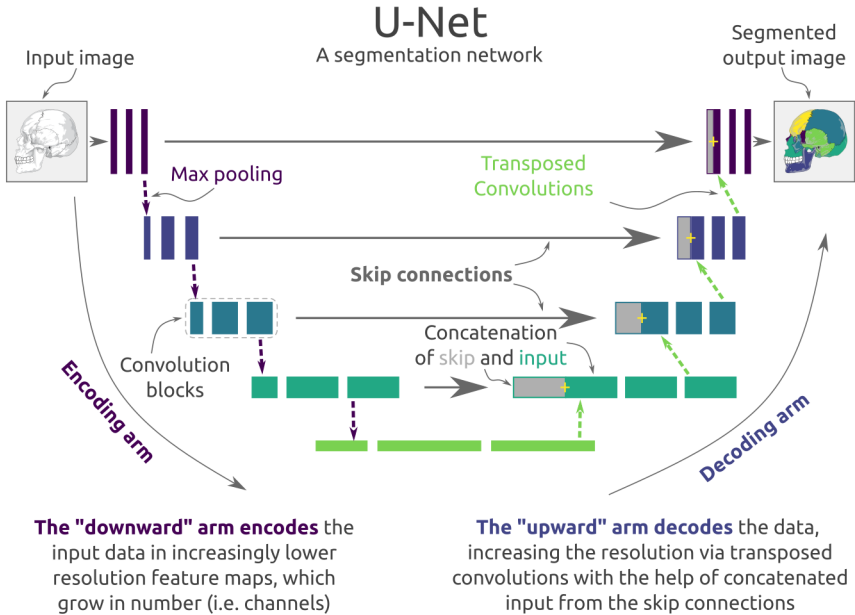 U-Net
A segmentation network
Input image
Segmented
output image
Max pooling
Transposed
Convolutions
Skip connections
Convolution
blocks
Concatenation
of skip and input
Encoding arm
Decoding arm
The "downward" arm encodes the
input data in increasingly lower
resolution feature maps, which
grow in number (i.e. channels)
The "upward" arm decodes the data,
increasing the resolution via transposed
convolutions with the help of concatenated
input from the skip connections